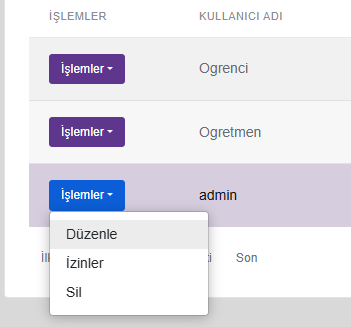 İŞLEMLER KULLANICI ADI
İşlemler Ogrenci
İşlemler Ogretmen
İşlemler admin
Düzenle
İzinler
Son
Sil